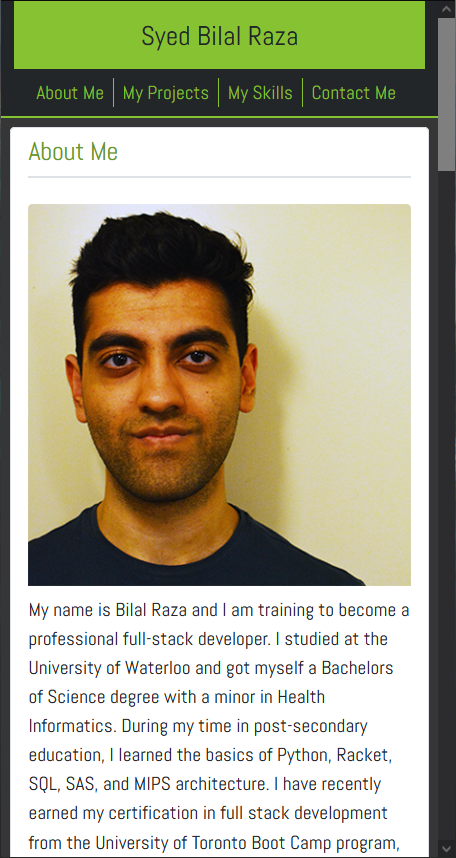 Syed Bilal Raza
About Me My Projects My Skills Contact Me
About Me
My name is Bilal Raza and I am training to become a
professional full-stack developer. I studied at the
University of Waterloo and got myself a Bachelors
of Science degree with a minor in Health
Informatics. During my time in post-secondary
education, I learned the basics of Python, Racket,
SQL, SAS, and MIPS architecture. I have recently
earned my certification in full stack development
from the University of Toronto Boot Camp program,